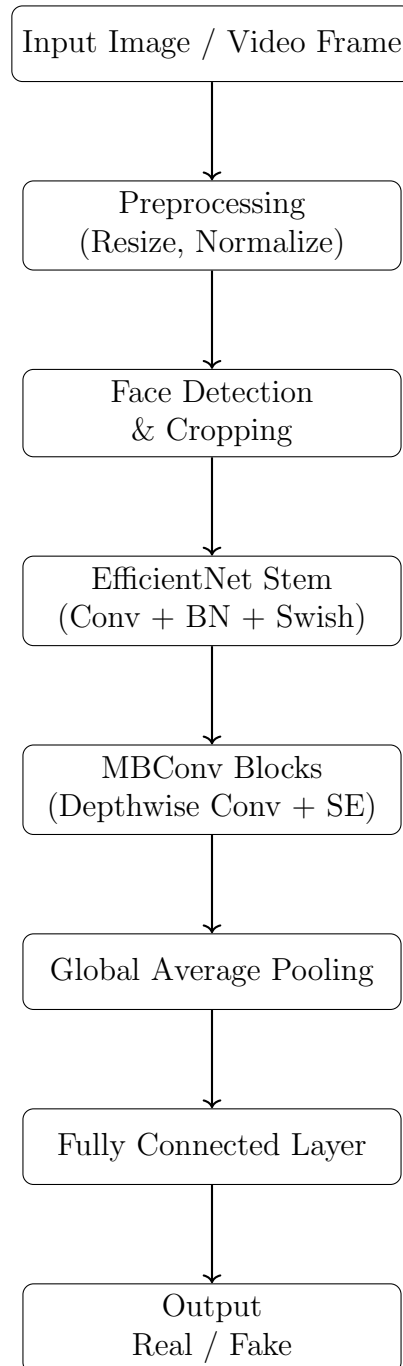 Input Image / Video Frame
Preprocessing
(Resize, Normalize)
Face Detection
& Cropping
EfficientNet Stem
(Conv + BN + Swish)
MBConv Blocks
(Depthwise Conv + SE)
Global Average Pooling
Fully Connected Layer
Output
Real / Fake